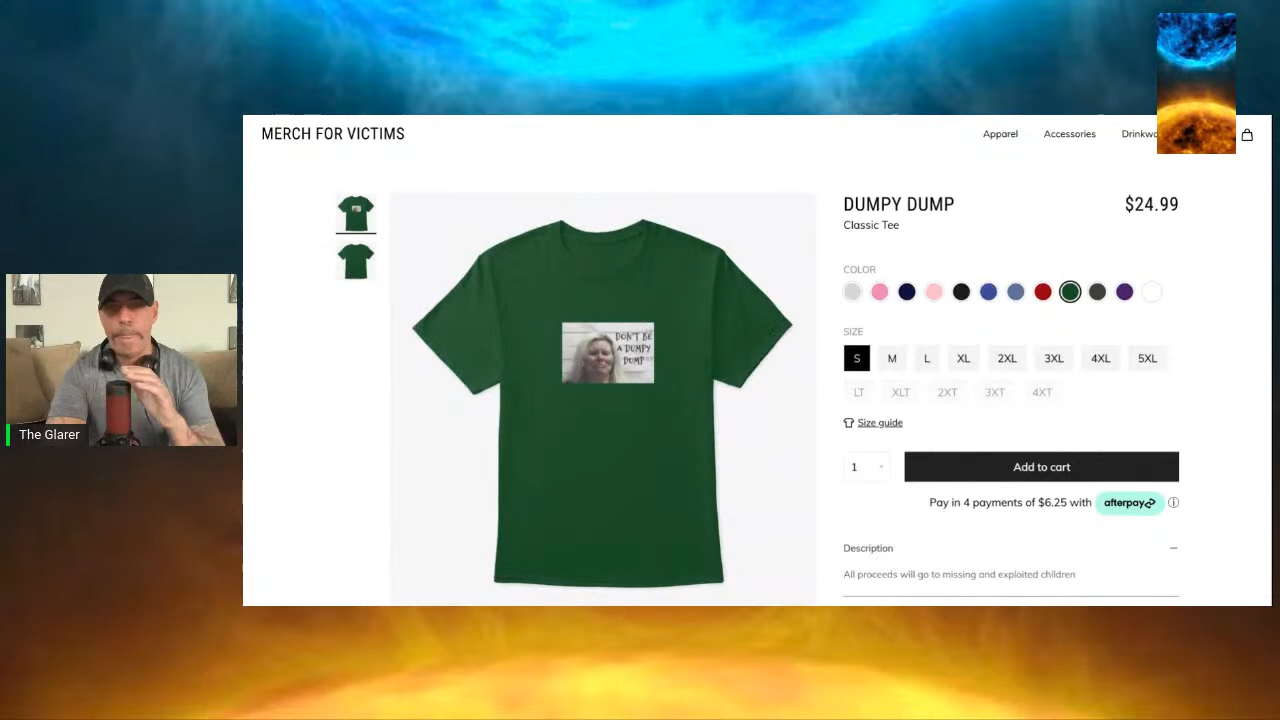 MERCH FOR VICTIMS
Apparel
Accessories
DUMPY DUMP
$24.99
Classic Tee
COLOR
DON'T BE
A DUMPY
DUMP
SIZE
S M L XL 2XL 3XL 4XL 5XL
LT XLT 2XT 3XT 4XT
Size guide
1
Add to cart
Pay in 4 payments of $6.25 with afterpay
Description
All proceeds will go to missing and exploited children
The Glarer